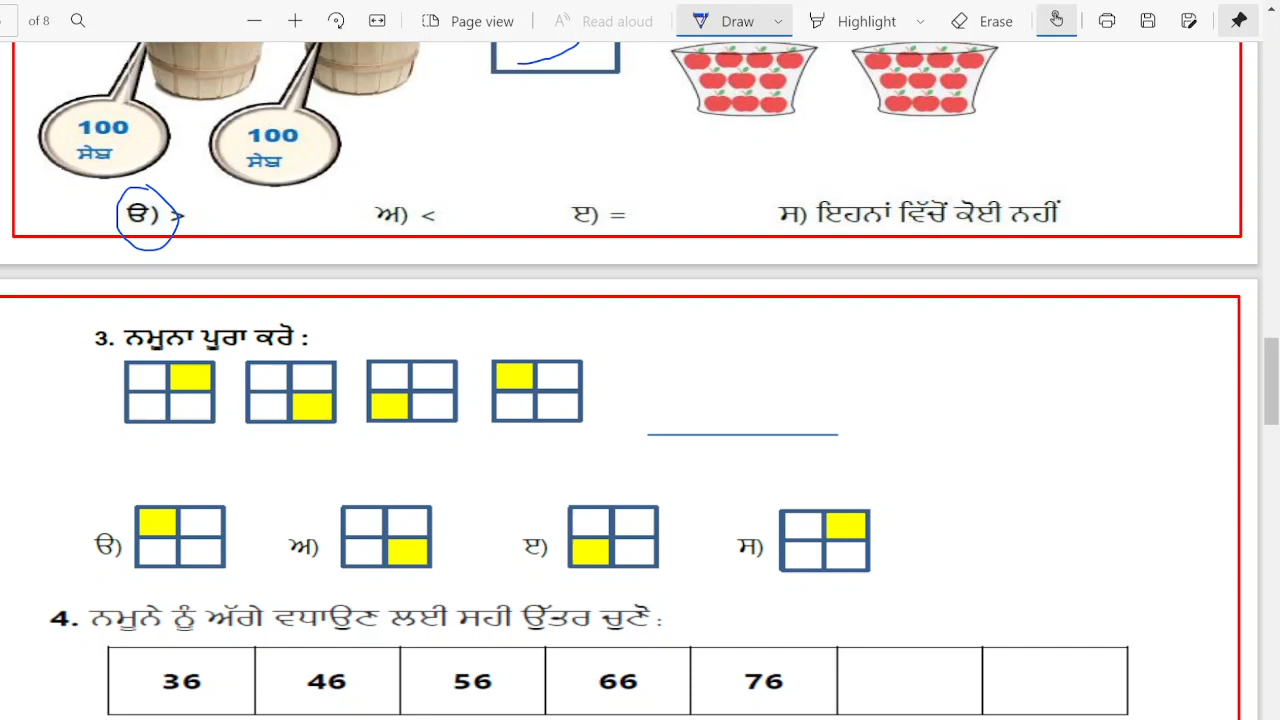 of 8 Page view Read aloud Draw Highlight Erase
100
ਸੇਬ
100
ਸੇਬ
ੳ) > ਅ) < ੲ) = ਸ) ਇਹਨਾਂ ਵਿੱਚੋਂ ਕੋਈ ਨਹੀਂ
3. ਨਮੂਨਾ ਪੂਰਾ ਕਰੋ :
ੳ) ਅ) ੲ) ਸ)
4. ਨਮੂਨੇ ਨੂੰ ਅੱਗੇ ਵਧਾਉਣ ਲਈ ਸਹੀ ਉੱਤਰ ਚੁਣੋ :
36 46 56 66 76